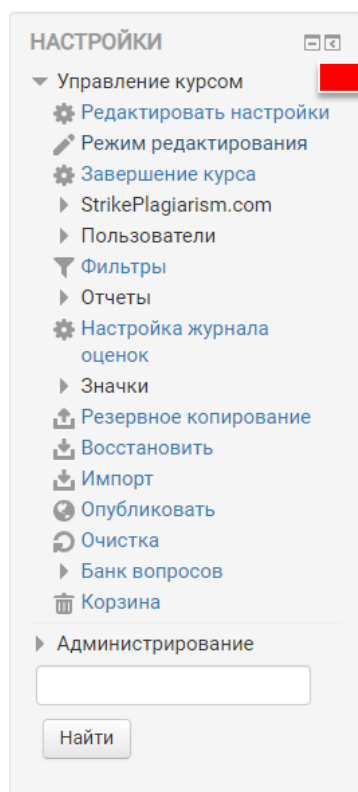 НАСТРОЙКИ
Управление курсом
Редактировать настройки
Режим редактирования
Завершение курса
StrikePlagiarism.com
Пользователи
Фильтры
Отчеты
Настройка журнала
оценок
Значки
Резервное копирование
Восстановить
Импорт
Опубликовать
Очистка
Банк вопросов
Корзина
Администрирование
Найти